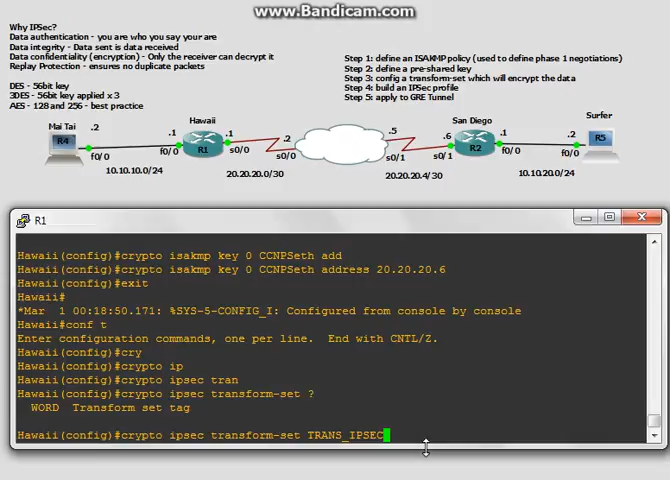 www.Bandicam.com
Why IPSec?
Data authentication - you are who you say your are
Data integrity - Data sent is data received
Data confidentiality (encryption) - Only the receiver can decrypt it
Replay Protection - ensures no duplicate packets
DES - 56bit key
3DES - 56bit key applied x 3
AES - 128 and 256 - best practice
Step 1: define an ISAKMP policy (used to define phase 1 negotiations)
Step 2: define a pre-shared key
Step 3: config a transform-set which will encrypt the data
Step 4: build an IPSec profile
Step 5: apply to GRE Tunnel
Mai Tai
R4
.2
f0/0
10.10.10.0/24
Hawaii
.1
f0/0
R1
.1
s0/0
20.20.20.0/30
.2
s0/0
.5
s0/1
20.20.20.4/30
San Diego
.6
s0/1
R2
.1
f0/0
10.10.20.0/24
Surfer
.2
f0/0
R5
R1
Hawaii(config)#crypto isakmp key 0 CCNPSeth add
Hawaii(config)#crypto isakmp key 0 CCNPSeth address 20.20.20.6
Hawaii(config)#exit
Hawaii#
*Mar  1 00:18:50.171: %SYS-5-CONFIG_I: Configured from console by console
Hawaii#conf t
Enter configuration commands, one per line.  End with CNTL/Z.
Hawaii(config)#cry
Hawaii(config)#crypto ip
Hawaii(config)#crypto ipsec tran
Hawaii(config)#crypto ipsec transform-set ?
WORD  Transform set tag
Hawaii(config)#crypto ipsec transform-set TRANS_IPSEC